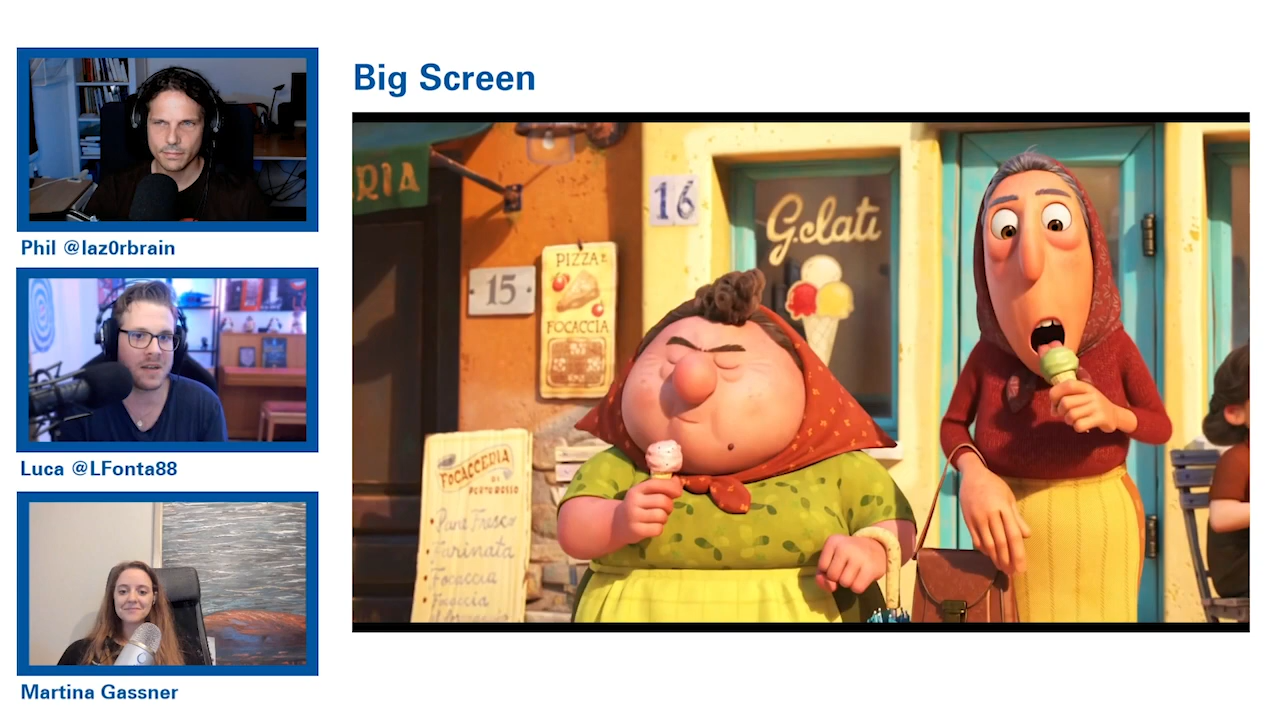 Big Screen
Phil @laz0rbrain
Luca @LFonta88
Martina Gassner
RIA
16
Gelati
15
PIZZA E
FOCACCIA
FOCACCERIA
DI
PORTOROSSO
Pane Fresco
Farinata
Focaccia
Focaccia